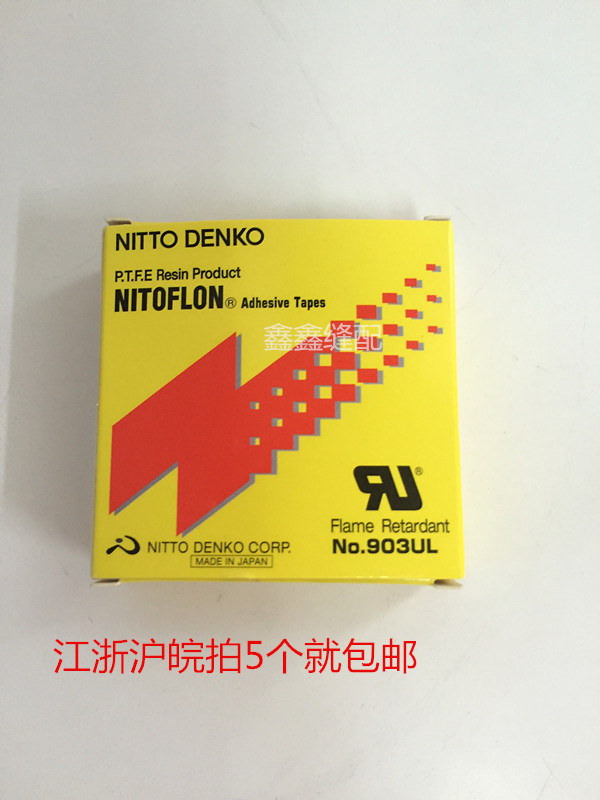 NITTO DENKO
P.T.F.E Resin Product
NITOFLON® Adhesive Tapes
鑫鑫缝配
RU®
Flame Retardant
No.903UL
NITTO DENKO CORP.
MADE IN JAPAN
江浙沪皖拍5个就包邮